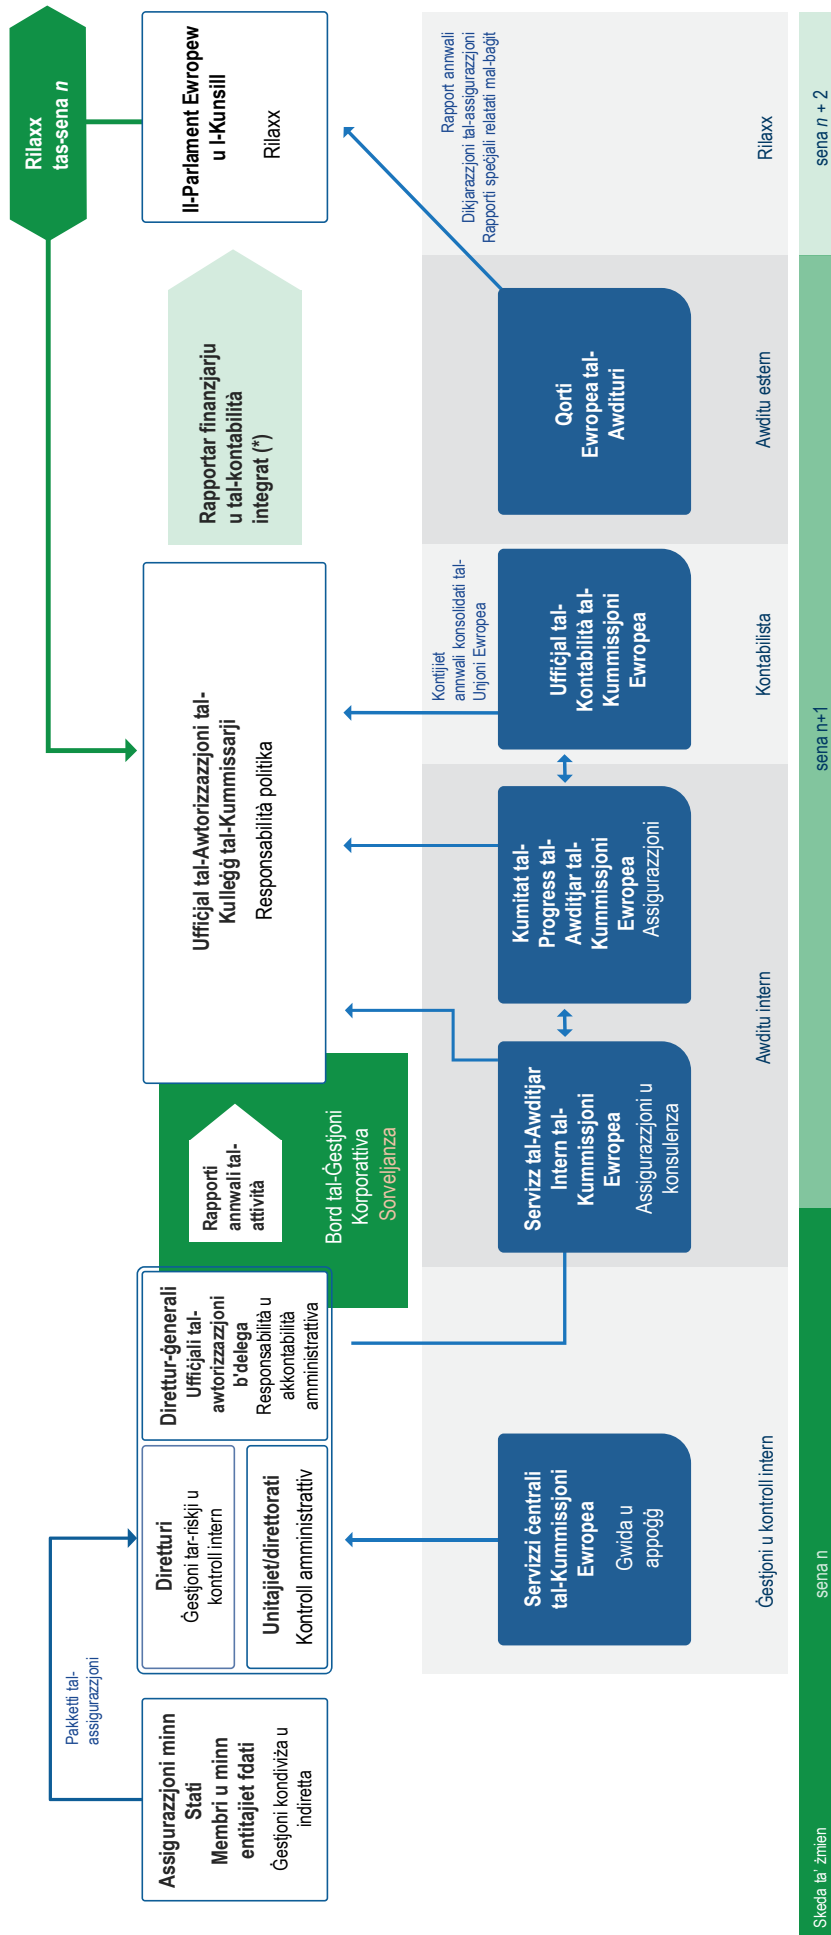 Rilaxx
tas-sena n
Pakketti tal-
assigurazzjoni
Assigurazzjoni minn
Stati
Membri u minn
entitajiet fdati
Ġestjoni kondiviża u
indiretta
Diretturi
Ġestjoni tar-riskji u
kontroll intern
Unitajiet/direttorati
Kontroll amministrattiv
Direttur-ġenerali
Uffiċjali tal-
awtorizzazzjoni
b'delega
Responsabilità u
akkontabilità
amministrattiva
Rapporti
annwali tal-
attività
Bord tal-Ġestjoni
Korporattiva
Sorveljanza
Uffiċjal tal-Awtorizzazzjoni tal-
Kulleġġ tal-Kummissarji
Responsabilità politika
Rapportar finanzjarju
u tal-kontabilità
integrat (*)
Il-Parlament Ewropew
u l-Kunsill
Rilaxx
Kontijiet
annwali konsolidati tal-
Unjoni Ewropea
Rapport annwali
Dikjarazzjoni tal-assigurazzjoni
Rapporti speċjali relatati mal-baġit
Servizzi ċentrali
tal-Kummissjoni
Ewropea
Gwida u
appoġġ
Servizz tal-Awditjar
Intern tal-
Kummissjoni
Ewropea
Assigurazzjoni u
konsulenza
Kumitat tal-
Progress tal-
Awditjar tal-
Kummissjoni
Ewropea
Assigurazzjoni
Uffiċjal tal-
Kontabilità tal-
Kummissjoni
Ewropea
Qorti
Ewropea tal-
Awdituri
Ġestjoni u kontroll intern
Awditu intern
Kontabilista
Awditu estern
Rilaxx
Skeda ta' żmien
sena n
sena n+1
sena n + 2